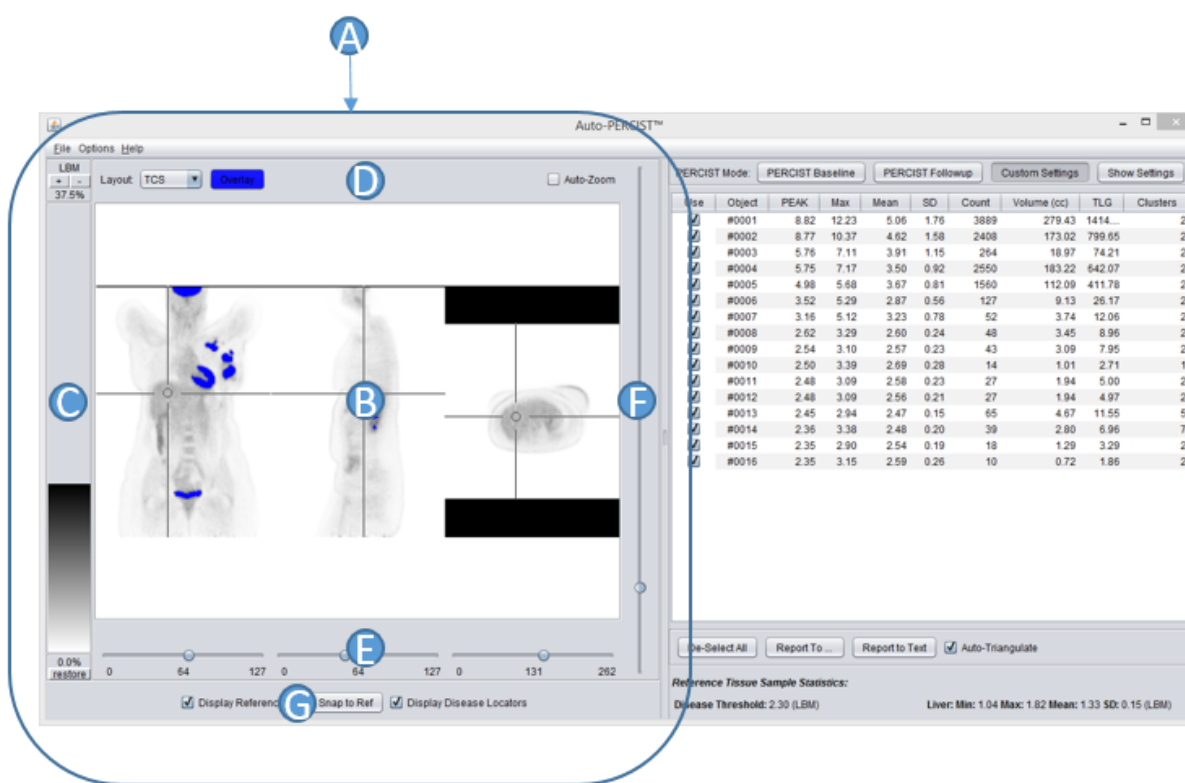 A
Auto-PERCIST™
File Options Help
LBM
+ -
37.5%
Layout: TCS Overlay D Auto-Zoom
PERCIST Mode: PERCIST Baseline PERCIST Followup Custom Settings Show Settings
Use Object PEAK Max Mean SD Count Volume (cc) TLG Clusters
#0001 8.82 12.23 5.06 1.76 3889 279.43 1414.... 2
#0002 8.77 10.37 4.62 1.58 2408 173.02 799.65 2
#0003 5.76 7.11 3.91 1.15 264 18.97 74.21 2
#0004 5.75 7.17 3.50 0.92 2550 183.22 642.07 2
#0005 4.98 5.68 3.67 0.81 1560 112.09 411.78 2
#0006 3.52 5.29 2.87 0.56 127 9.13 26.17 2
#0007 3.16 5.12 3.23 0.78 52 3.74 12.06 2
#0008 2.62 3.29 2.60 0.24 48 3.45 8.96 2
#0009 2.54 3.10 2.57 0.23 43 3.09 7.95 2
#0010 2.50 3.39 2.69 0.28 14 1.01 2.71 1
#0011 2.48 3.09 2.58 0.23 27 1.94 5.00 2
#0012 2.48 3.09 2.56 0.21 27 1.94 4.97 2
#0013 2.45 2.94 2.47 0.15 65 4.67 11.55 5
#0014 2.36 3.38 2.48 0.20 39 2.80 6.96 7
#0015 2.35 2.90 2.54 0.19 18 1.29 3.29 2
#0016 2.35 3.15 2.59 0.26 10 0.72 1.86 2
C B F
E
0.0%
restore
0 64 127 0 64 127 0 131 262
Display Referenc G Snap to Ref Display Disease Locators
De-Select All Report To ... Report to Text Auto-Triangulate
Reference Tissue Sample Statistics:
Disease Threshold: 2.30 (LBM) Liver: Min: 1.04 Max: 1.82 Mean: 1.33 SD: 0.15 (LBM)